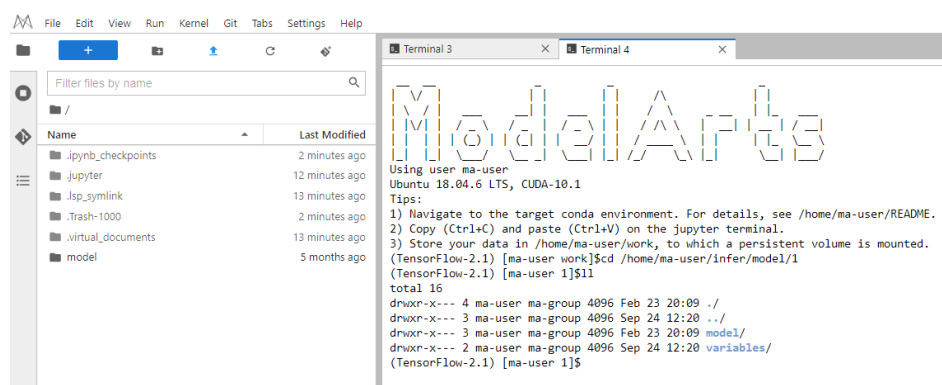 File Edit View Run Kernel Git Tabs Settings Help
+
Filter files by name
/
Name Last Modified
.ipynb_checkpoints 2 minutes ago
.jupyter 12 minutes ago
.lsp_symlink 13 minutes ago
.Trash-1000 2 minutes ago
.virtual_documents 13 minutes ago
model 5 months ago
Terminal 3 × Terminal 4 ×
ModelArts
Using user ma-user
Ubuntu 18.04.6 LTS, CUDA-10.1
Tips:
1) Navigate to the target conda environment. For details, see /home/ma-user/README.
2) Copy (Ctrl+C) and paste (Ctrl+V) on the jupyter terminal.
3) Store your data in /home/ma-user/work, to which a persistent volume is mounted.
(TensorFlow-2.1) [ma-user work]$cd /home/ma-user/infer/model/1
(TensorFlow-2.1) [ma-user 1]$ll
total 16
drwxr-x--- 4 ma-user ma-group 4096 Feb 23 20:09 ./
drwxr-x--- 3 ma-user ma-group 4096 Sep 24 12:20 ../
drwxr-x--- 3 ma-user ma-group 4096 Feb 23 20:09 model/
drwxr-x--- 2 ma-user ma-group 4096 Sep 24 12:20 variables/
(TensorFlow-2.1) [ma-user 1]$